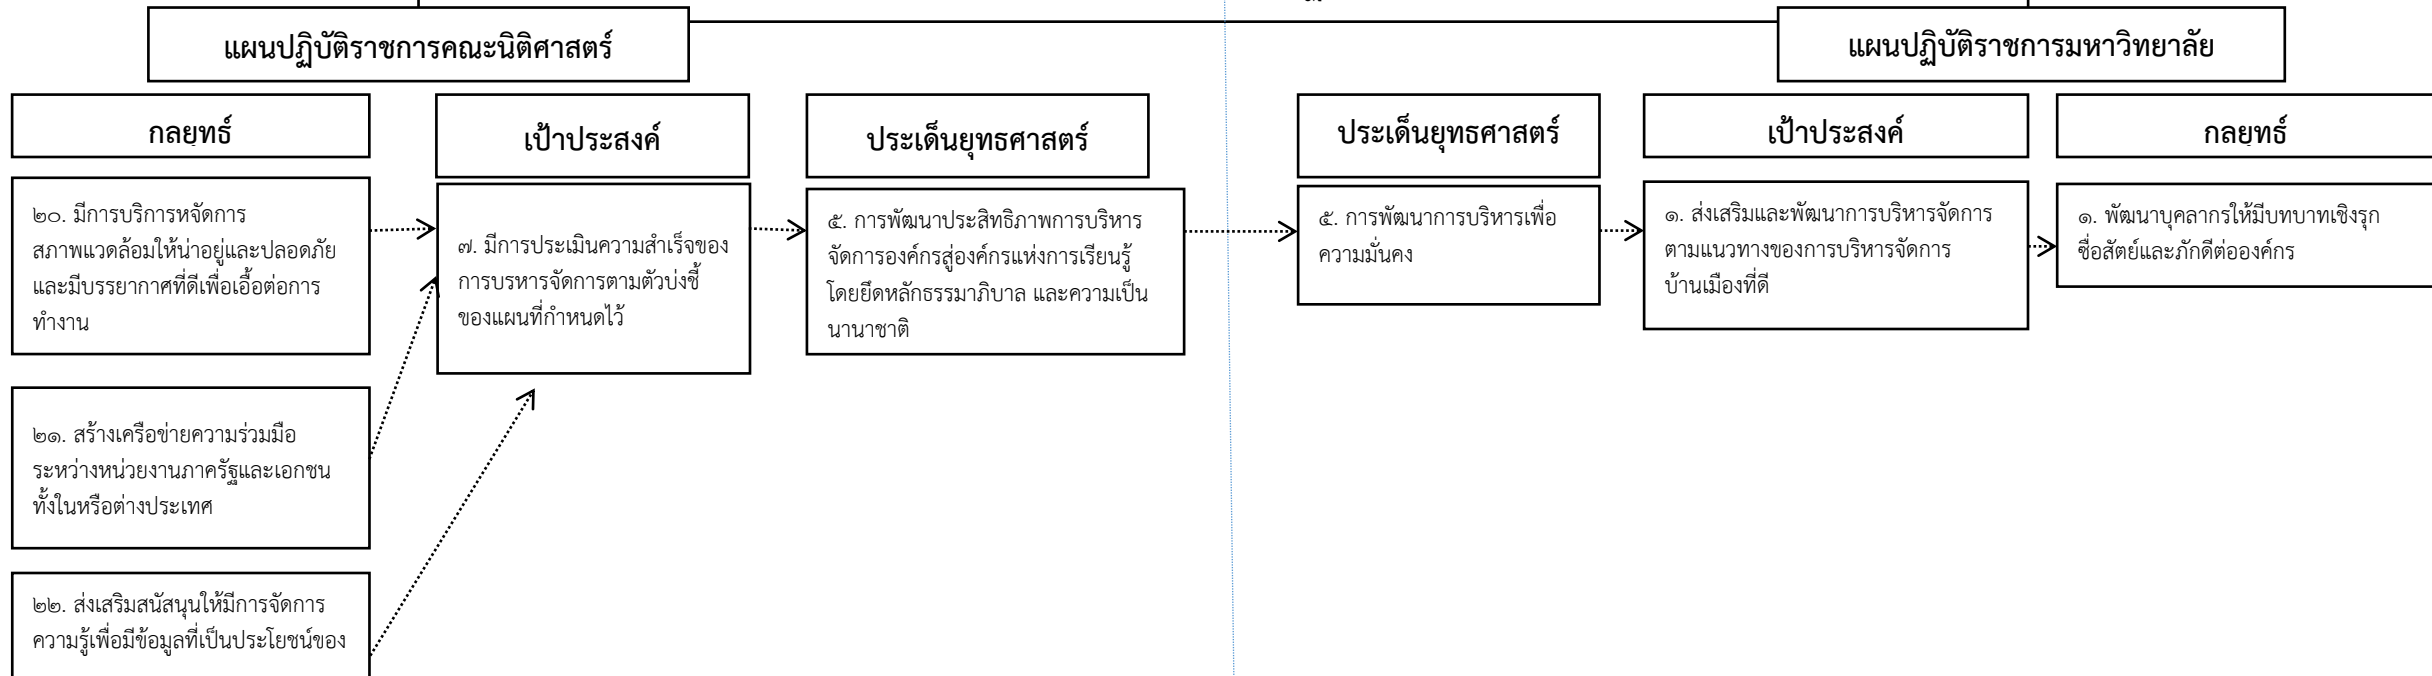 แผนปฏิบัติราชการคณะนิติศาสตร์
แผนปฏิบัติราชการมหาวิทยาลัย
กลยุทธ์
เป้าประสงค์
ประเด็นยุทธศาสตร์
ประเด็นยุทธศาสตร์
เป้าประสงค์
กลยุทธ์
๒๐. มีการบริการหจัดการ
สภาพแวดล้อมให้น่าอยู่และปลอดภัย
และมีบรรยากาศที่ดีเพื่อเอื้อต่อการ
ทำงาน
๗. มีการประเมินความสำเร็จของ
การบรหารจัดการตามตัวบ่งชี้
ของแผนที่กำหนดไว้
๕. การพัฒนาประสิทธิภาพการบริหาร
จัดการองค์กรสู่องค์กรแห่งการเรียนรู้
โดยยึดหลักธรรมาภิบาล และความเป็น
นานาชาติ
๕. การพัฒนาการบริหารเพื่อ
ความมั่นคง
๑. ส่งเสริมและพัฒนาการบริหารจัดการ
ตามแนวทางของการบริหารจัดการ
บ้านเมืองที่ดี
๑. พัฒนาบุคลากรให้มีบทบาทเชิงรุก
ซื่อสัตย์และภักดีต่อองค์กร
๒๑. สร้างเครือข่ายความร่วมมือ
ระหว่างหน่วยงานภาครัฐและเอกชน
ทั้งในหรือต่างประเทศ
๒๒. ส่งเสริมสนัสนุนให้มีการจัดการ
ความรู้เพื่อมีข้อมูลที่เป็นประโยชน์ของ